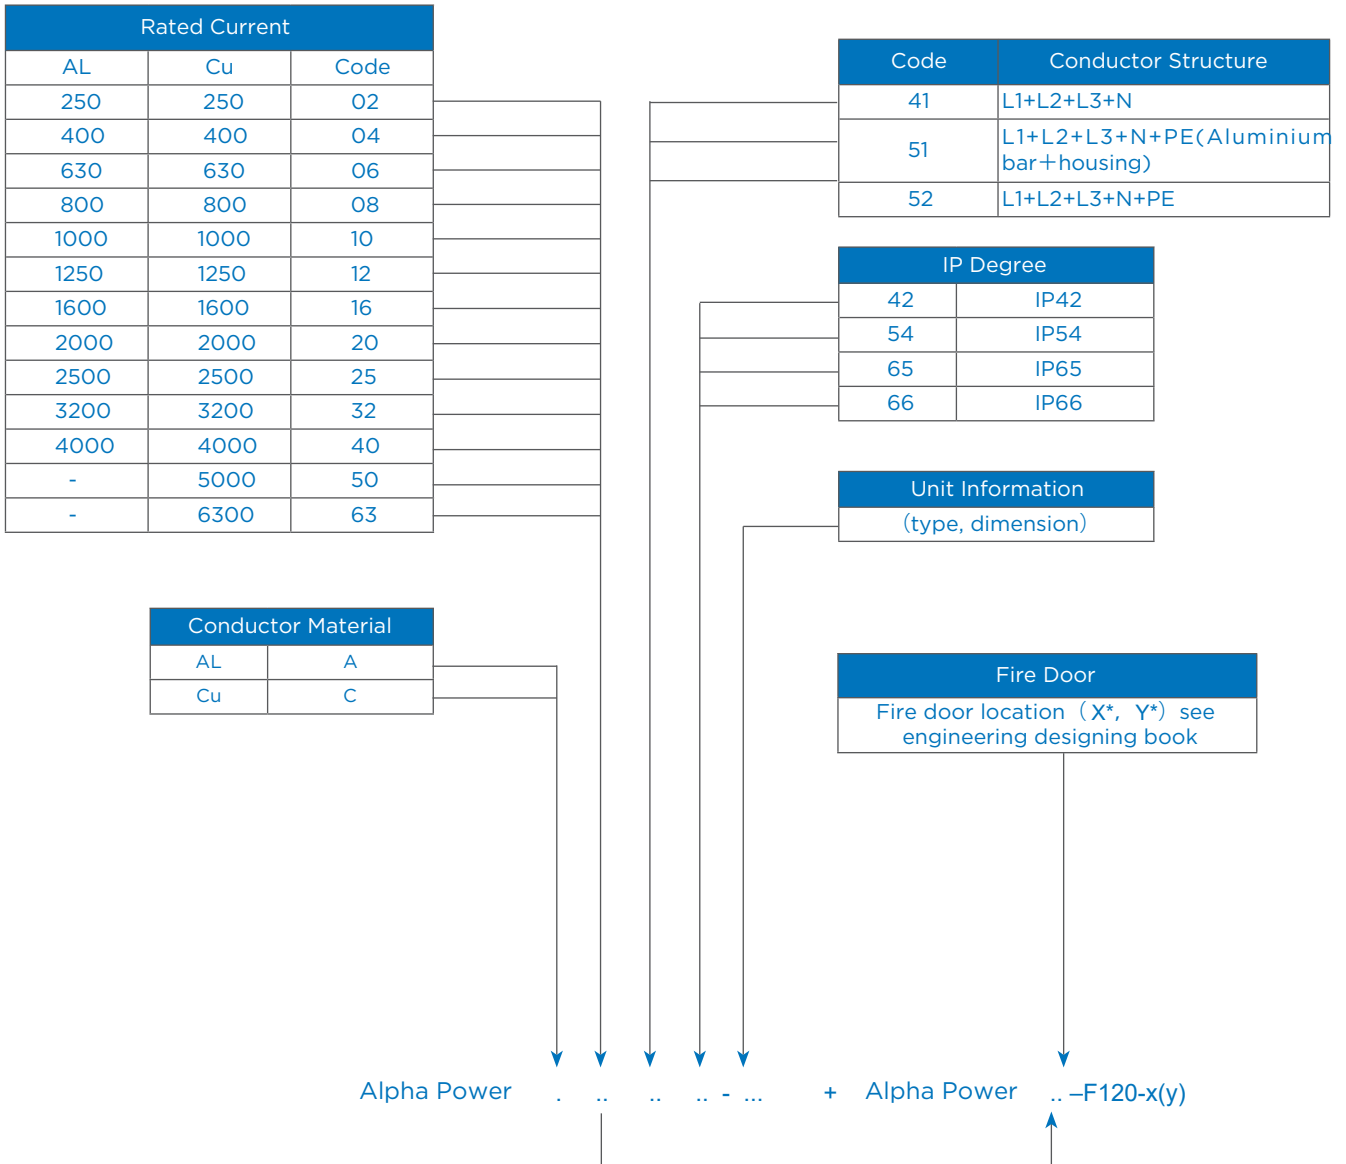 Rated Current
AL Cu Code
250 250 02
400 400 04
630 630 06
800 800 08
1000 1000 10
1250 1250 12
1600 1600 16
2000 2000 20
2500 2500 25
3200 3200 32
4000 4000 40
- 5000 50
- 6300 63
Conductor Material
AL A
Cu C
Code Conductor Structure
41 L1+L2+L3+N
51 L1+L2+L3+N+PE(Aluminium
bar＋housing)
52 L1+L2+L3+N+PE
IP Degree
42 IP42
54 IP54
65 IP65
66 IP66
Unit Information
（type, dimension）
Fire Door
Fire door location（X*, Y*）see
engineering designing book
Alpha Power . .. .. .. - ... + Alpha Power .. –F120-x(y)